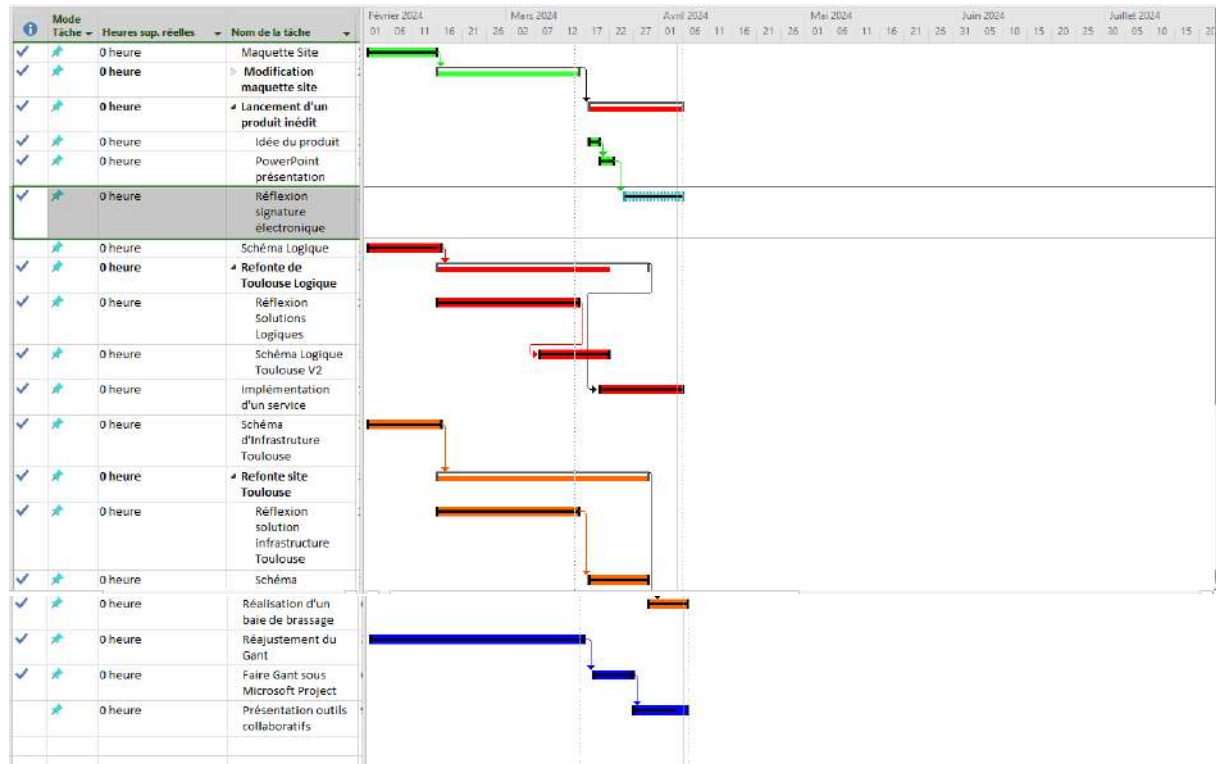 Mode
Tâche
Heures sup. réelles
Nom de la tâche
Février 2024
Mars 2024
Avril 2024
Mai 2024
Juin 2024
Juillet 2024
01 06 11 16 21 26 02 07 12 17 22 27 01 06 11 16 21 26 01 06 11 16 21 26 31 05 10 15 20 25 30 05 10 15 20
0 heure Maquette Site
0 heure Modification
maquette site
0 heure Lancement d'un
produit inédit
0 heure Idée du produit
0 heure PowerPoint
présentation
0 heure Réflexion
signature
électronique
0 heure Schéma Logique
0 heure Refonte de
Toulouse Logique
0 heure Réflexion
Solutions
Logiques
0 heure Schéma Logique
Toulouse V2
0 heure Implémentation
d'un service
0 heure Schéma
d'Infrastruture
Toulouse
0 heure Refonte site
Toulouse
0 heure Réflexion
solution
infrastructure
Toulouse
0 heure Schéma
0 heure Réalisation d'un
baie de brassage
0 heure Réajustement du
Gant
0 heure Faire Gant sous
Microsoft Project
0 heure Présentation outils
collaboratifs